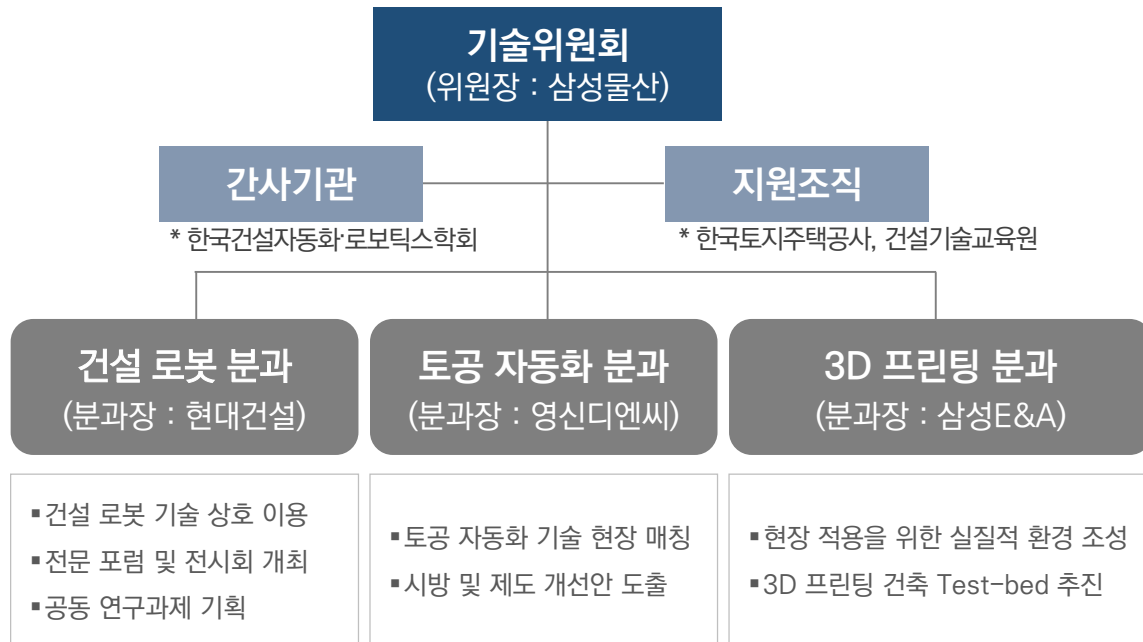 기술위원회
(위원장 : 삼성물산)
간사기관
지원조직
* 한국건설자동화·로보틱스학회
* 한국토지주택공사, 건설기술교육원
건설 로봇 분과
(분과장 : 현대건설)
토공 자동화 분과
(분과장 : 영신디엔씨)
3D 프린팅 분과
(분과장 : 삼성E&A)
▪건설 로봇 기술 상호 이용
▪전문 포럼 및 전시회 개최
▪공동 연구과제 기획
▪토공 자동화 기술 현장 매칭
▪시방 및 제도 개선안 도출
▪현장 적용을 위한 실질적 환경 조성
▪3D 프린팅 건축 Test-bed 추진